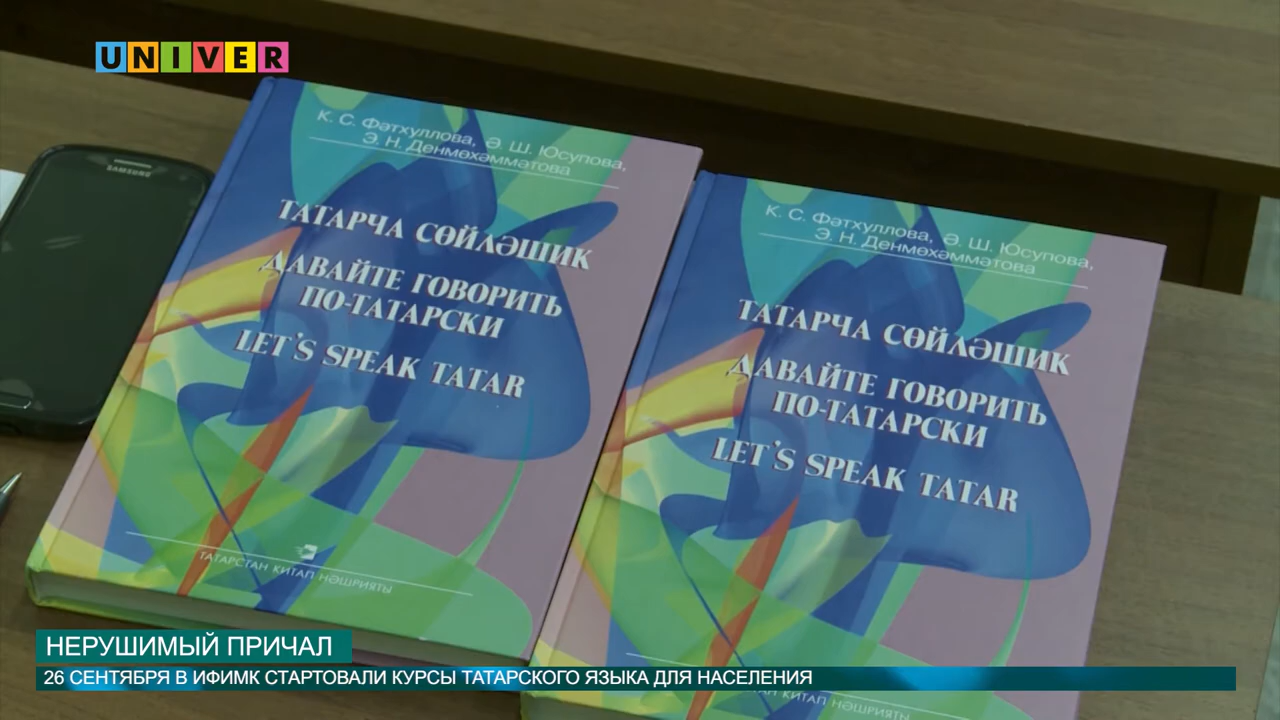 UNIVER
SAMSUNG
К. С. Фәтхуллова, Ә. Ш. Юсупова,
Э. Н. Денмөхәммәтова
ТАТАРЧА СӨЙЛӘШИК
ДАВАЙТЕ ГОВОРИТЬ
ПО-ТАТАРСКИ
LET'S SPEAK TATAR
ТАТАРСТАН КИТАП НӘШРИЯТЫ
К. С. Фәтхуллова, Ә. Ш. Юсупова,
Э. Н. Денмөхәммәтова
ТАТАРЧА СӨЙЛӘШИК
ДАВАЙТЕ ГОВОРИТЬ
ПО-ТАТАРСКИ
LET'S SPEAK TATAR
КИТАП НӘШРИЯТЫ
НЕРУШИМЫЙ ПРИЧАЛ
26 СЕНТЯБРЯ В ИФИМК СТАРТОВАЛИ КУРСЫ ТАТАРСКОГО ЯЗЫКА ДЛЯ НАСЕЛЕНИЯ